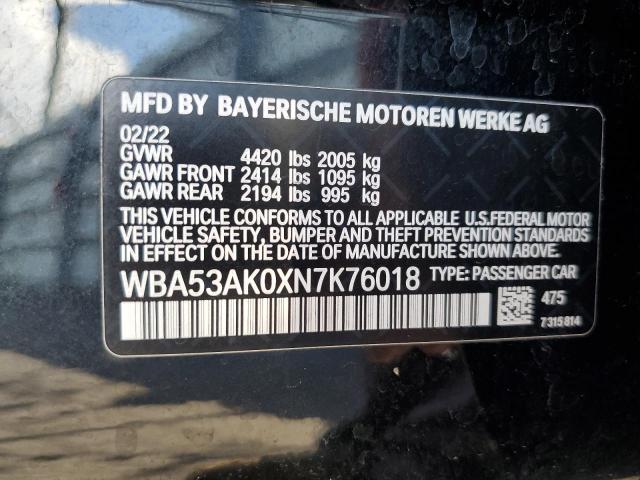 MFD BY BAYERISCHE MOTOREN WERKE AG
02/22
GVWR 4420 lbs 2005 kg
GAWR FRONT 2414 lbs 1095 kg
GAWR REAR 2194 lbs 995 kg
THIS VEHICLE CONFORMS TO ALL APPLICABLE U.S.FEDERAL MOTOR
VEHICLE SAFETY, BUMPER AND THEFT PREVENTION STANDARDS
IN EFFECT ON THE DATE OF MANUFACTURE SHOWN ABOVE.
WBA53AK0XN7K76018 TYPE: PASSENGER CAR
475
7315814